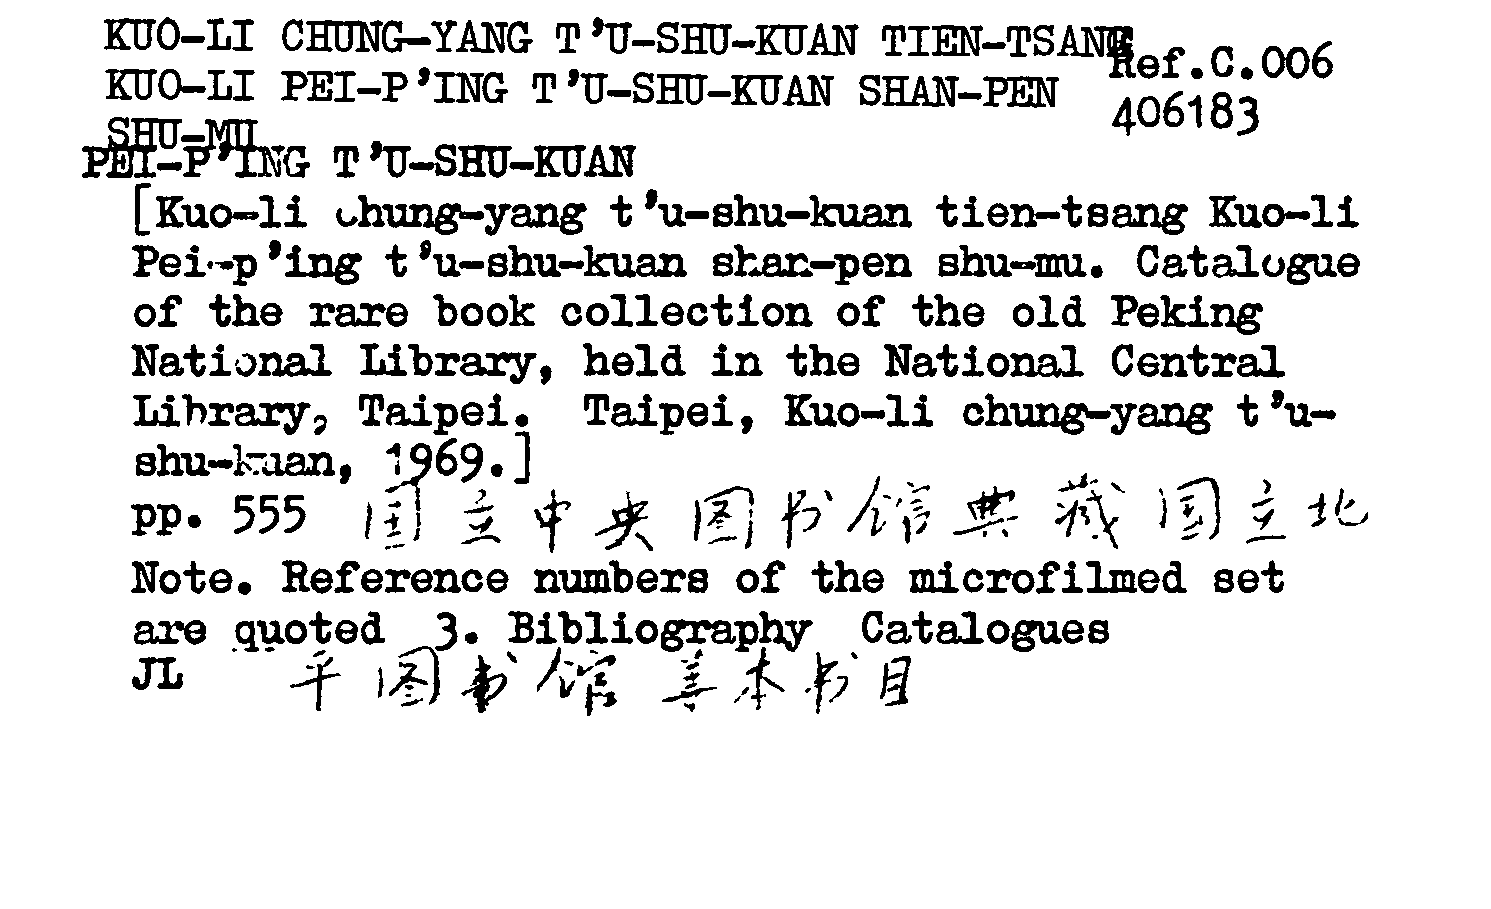 KUO-LI CHUNG-YANG T'U-SHU-KUAN TIEN-TSANG
Ref.C.006
KUO-LI PEI-P'ING T'U-SHU-KUAN SHAN-PEN
406183
SHU-MU
PEI-P'ING T'U-SHU-KUAN
[Kuo-li chung-yang t'u-shu-kuan tien-tsang Kuo-li
Pei-p'ing t'u-shu-kuan shan-pen shu-mu. Catalogue
of the rare book collection of the old Peking
National Library, held in the National Central
Library, Taipei. Taipei, Kuo-li chung-yang t'u-
shu-kuan, 1969.]
pp. 555 国立中央图书馆典藏国立北
Note. Reference numbers of the microfilmed set
are quoted 3. Bibliography Catalogues
JL 平图书馆善本书目